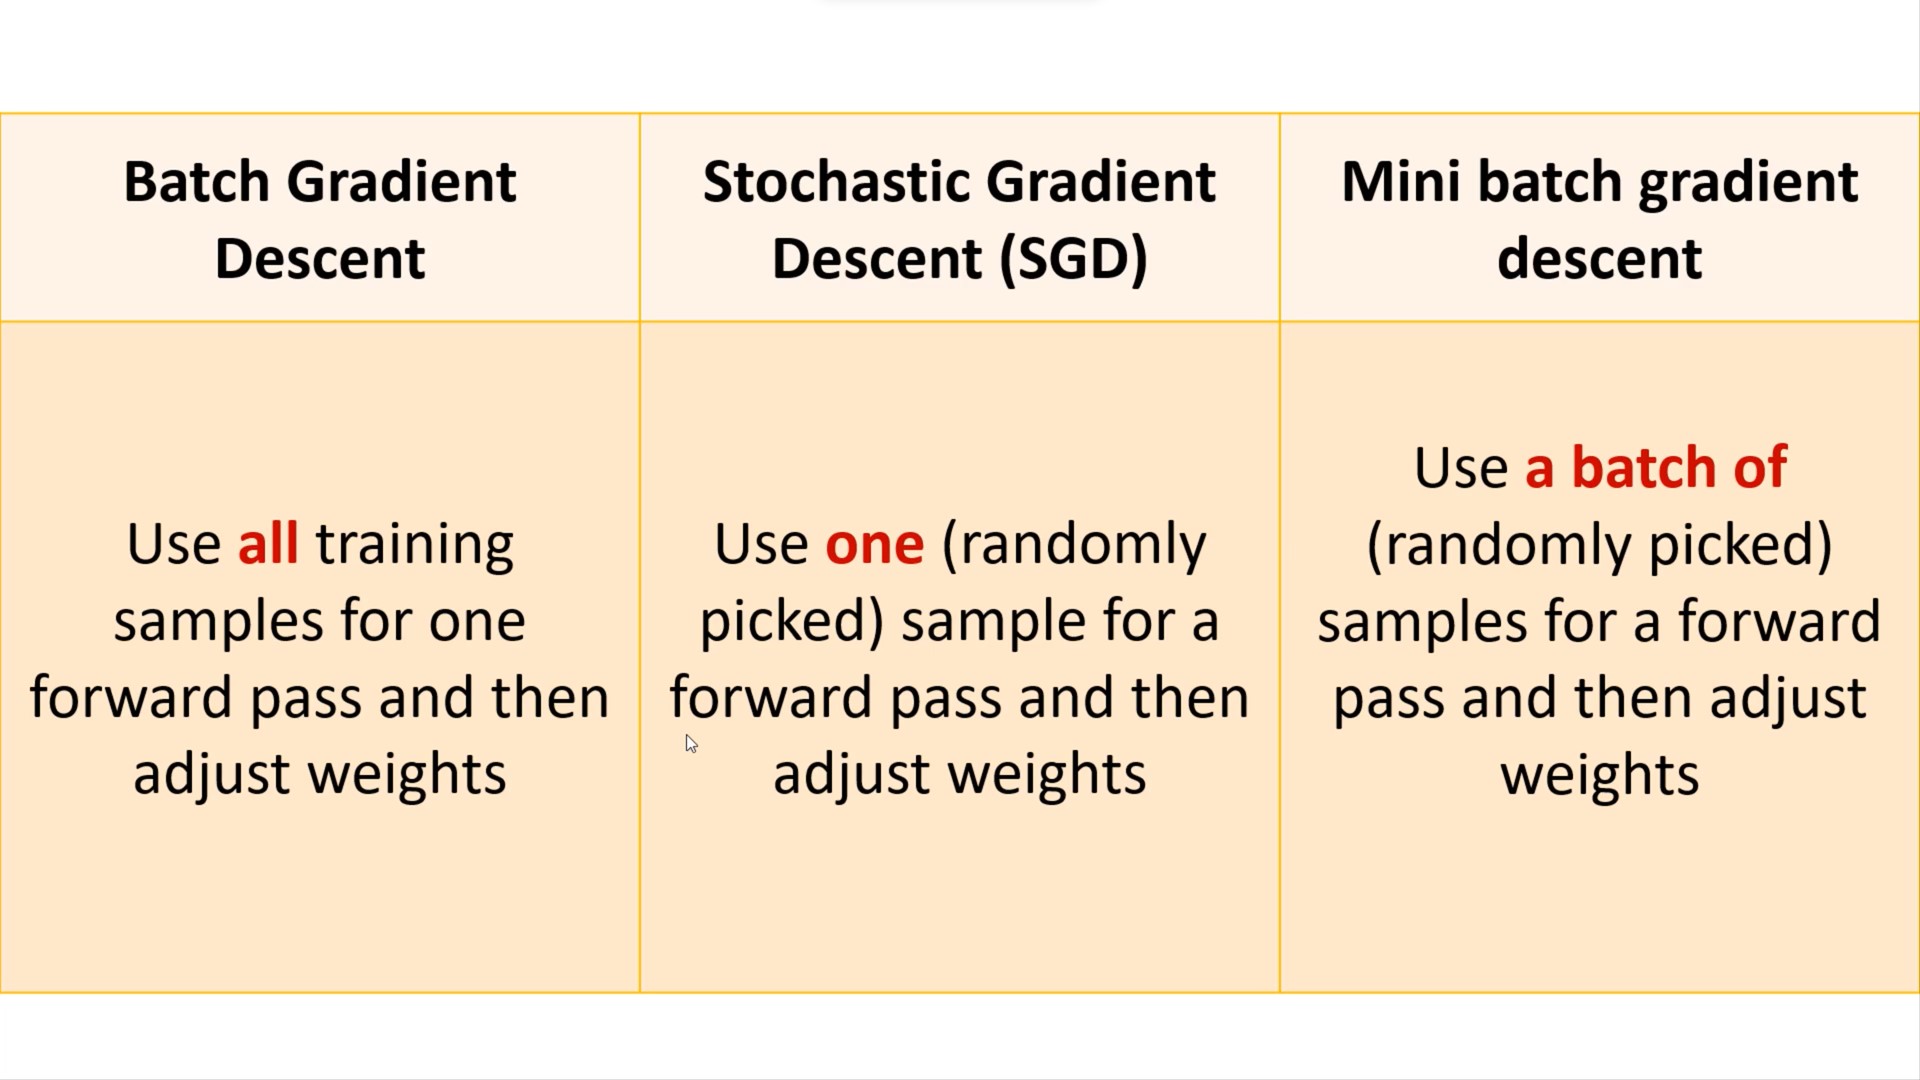 Batch Gradient
Descent
Stochastic Gradient
Descent (SGD)
Mini batch gradient
descent
Use all training
samples for one
forward pass and then
adjust weights
Use one (randomly
picked) sample for a
forward pass and then
adjust weights
Use a batch of
(randomly picked)
samples for a forward
pass and then adjust
weights